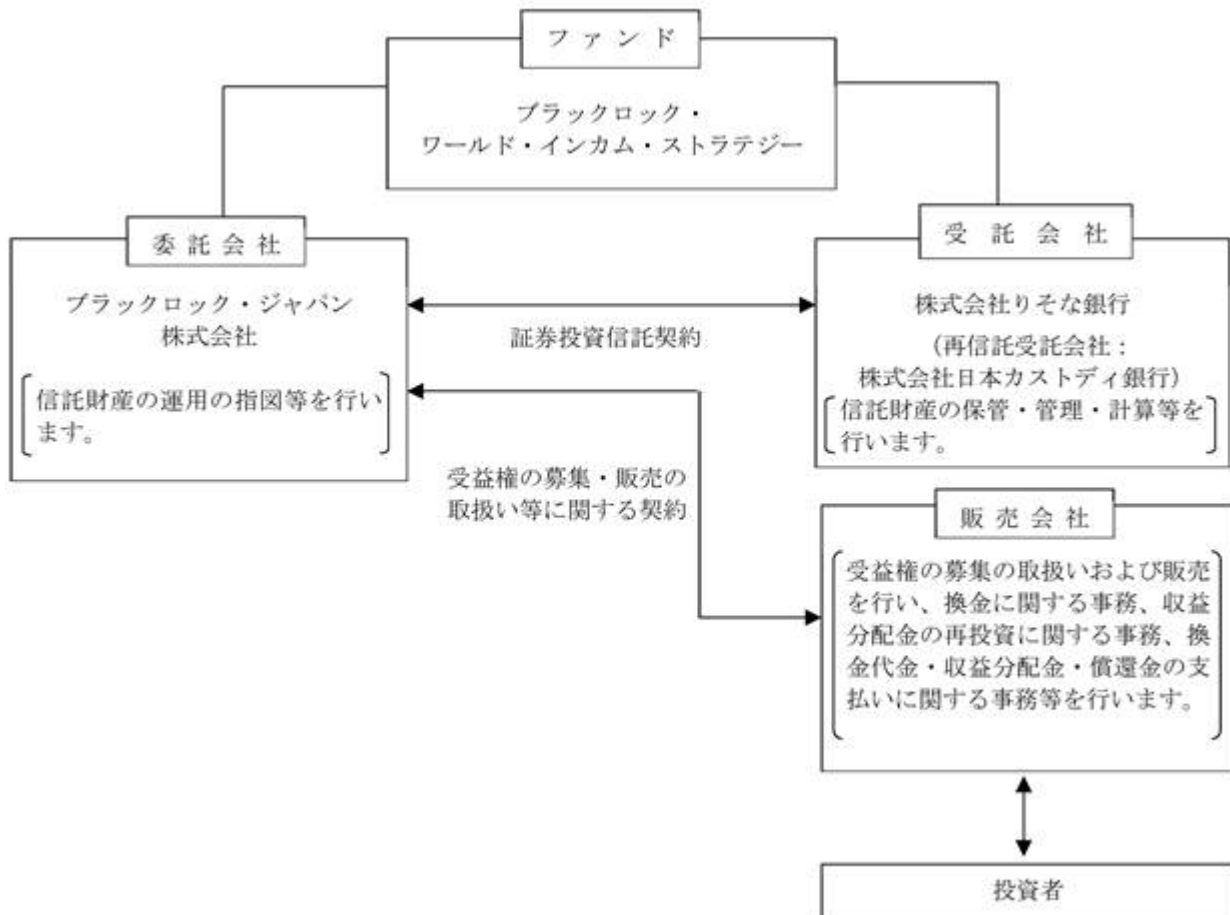 ファンド
ブラックロック・
ワールド・インカム・ストラテジー
委託会社
ブラックロック・ジャパン
株式会社
信託財産の運用の指図等を行い
ます。
証券投資信託契約
受託会社
株式会社りそな銀行
（再信託受託会社：
株式会社日本カストディ銀行）
信託財産の保管・管理・計算等を
行います。
受益権の募集・販売の
取扱い等に関する契約
販売会社
受益権の募集の取扱いおよび販売
を行い、換金に関する事務、収益
分配金の再投資に関する事務、換
金代金・収益分配金・償還金の支
払いに関する事務等を行います。
投資者